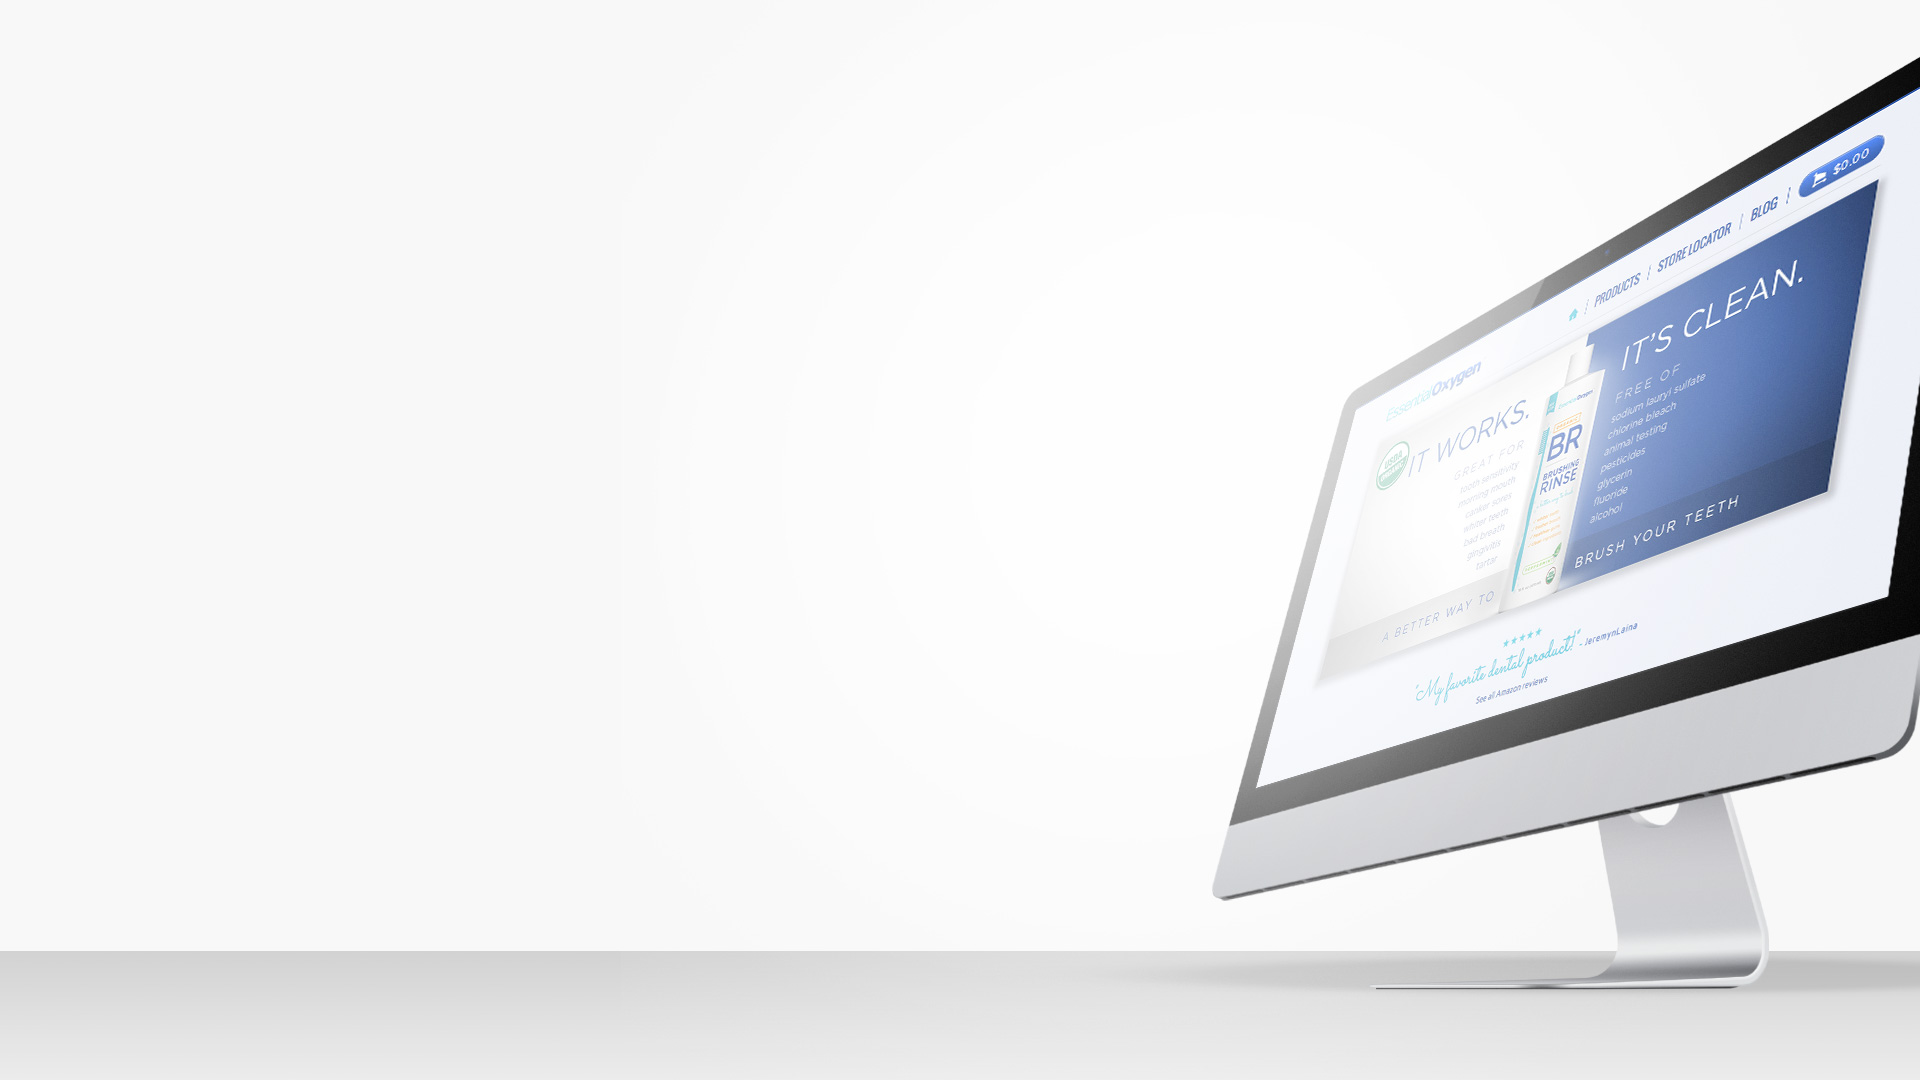 $0.00
PRODUCTS | STORE LOCATOR | BLOG
EssentialOxygen
IT WORKS.
USDA
GREAT FOR
tooth sensitivity
morning mouth
canker sores
whiter teeth
bad breath
gingivitis
tartar
A BETTER WAY TO
EssentialOxygen
BR
BRUSHING
RINSE
IT'S CLEAN.
FREE OF
sodium lauryl sulfate
chlorine bleach
animal testing
pesticides
glycerin
fluoride
alcohol
BRUSH YOUR TEETH
"My favorite dental product!" - JeremynLaina
See all Amazon reviews